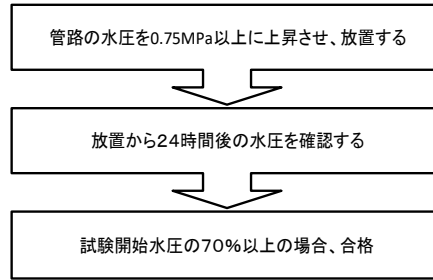 管路の水圧を0.75MPa以上に上昇させ、放置する
放置から24時間後の水圧を確認する
試験開始水圧の70%以上の場合、合格